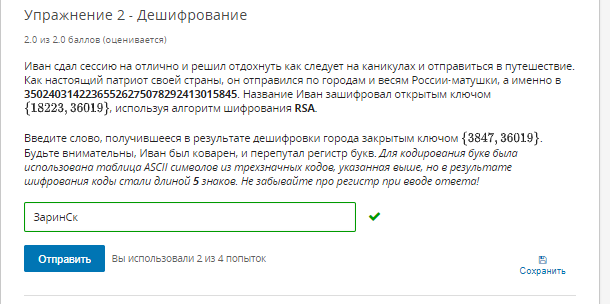 Упражнение 2 - Дешифрование
2.0 из 2.0 баллов (оценивается)
Иван сдал сессию на отлично и решил отдохнуть как следует на каникулах и отправиться в путешествие.
Как настоящий патриот своей страны, он отправился по городам и весям России-матушки, а именно в
3502403142236552627507829241301584​5. Название Иван зашифровал открытым ключом
{18223, 36019}, используя алгоритм шифрования RSA.
Введите слово, получившееся в результате дешифровки города закрытым ключом {3847, 36019}.
Будьте внимательны, Иван был коварен, и перепутал регистр букв. Для кодирования букв была
использована таблица ASCII символов из трехзначных кодов, указанная выше, но в результате
шифрования коды стали длиной 5 знаков. Не забывайте про регистр при вводе ответа!
ЗаринСк
Отправить Вы использовали 2 из 4 попыток
Сохранить